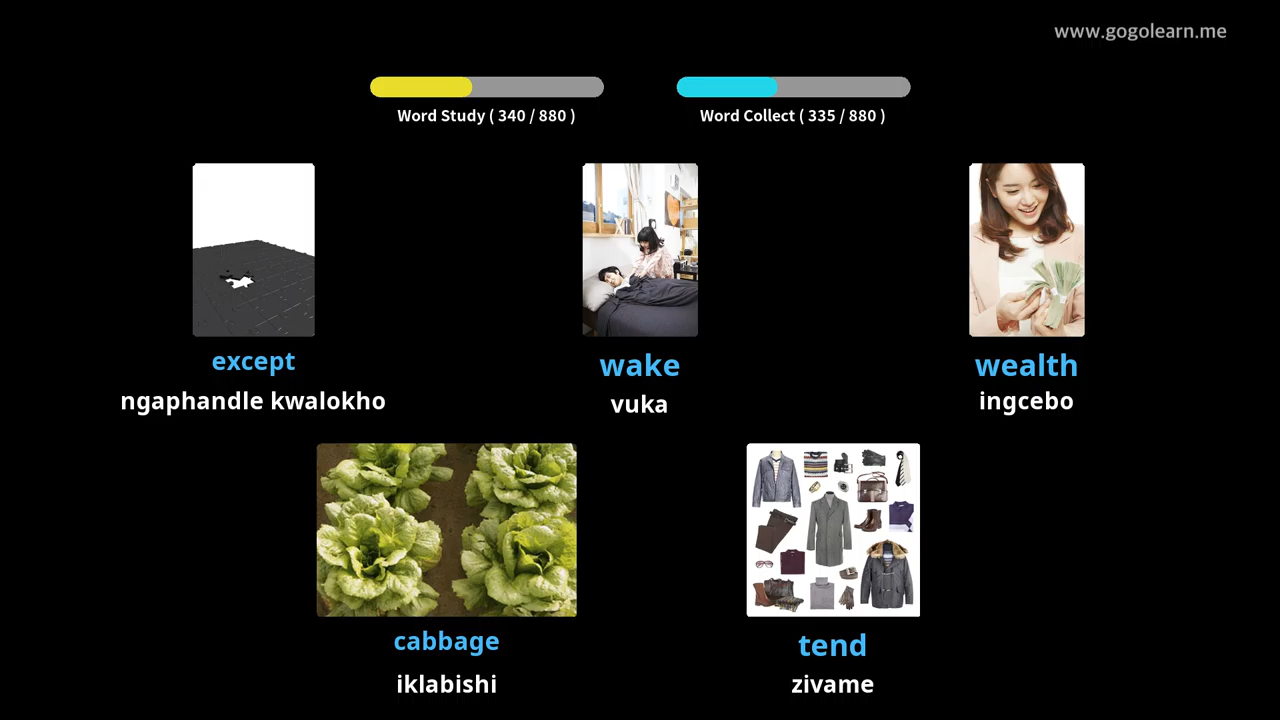 www.gogolearn.me
Word Study ( 340 / 880 )
Word Collect ( 335 / 880 )
except
ngaphandle kwalokho
wake
vuka
wealth
ingcebo
cabbage
iklabishi
tend
zivame